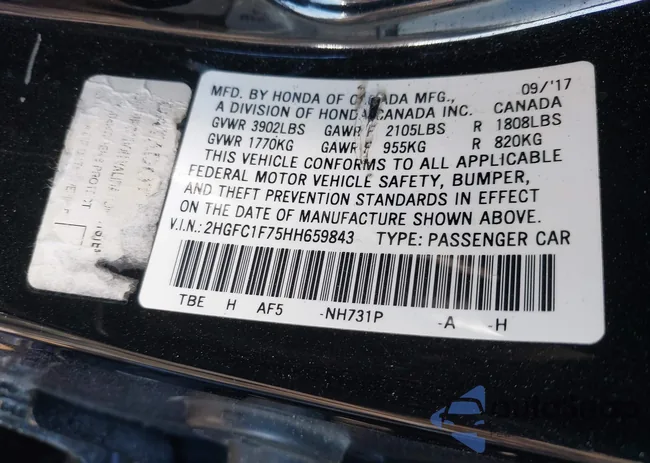 MFD. BY HONDA OF CANADA MFG., 09/'17
A DIVISION OF HONDA CANADA INC. CANADA
GVWR 3902LBS GAWR F 2105LBS R 1808LBS
GVWR 1770KG GAWR F 955KG R 820KG
THIS VEHICLE CONFORMS TO ALL APPLICABLE
FEDERAL MOTOR VEHICLE SAFETY, BUMPER,
AND THEFT PREVENTION STANDARDS IN EFFECT
ON THE DATE OF MANUFACTURE SHOWN ABOVE.
V.I.N.: 2HGFC1F75HH659843 TYPE: PASSENGER CAR
TBE H AF5 -NH731P -A -H